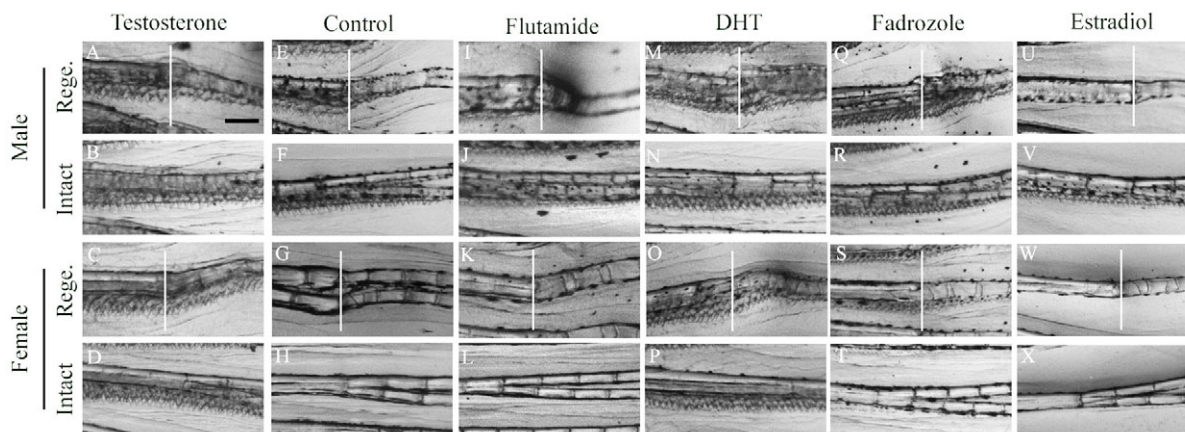 Testosterone Control Flutamide DHT Fadrozole Estradiol
Male
Rege.
A E I M Q U
Intact
B F J N R V
Female
Rege.
C G K O S W
Intact
D H L P T X